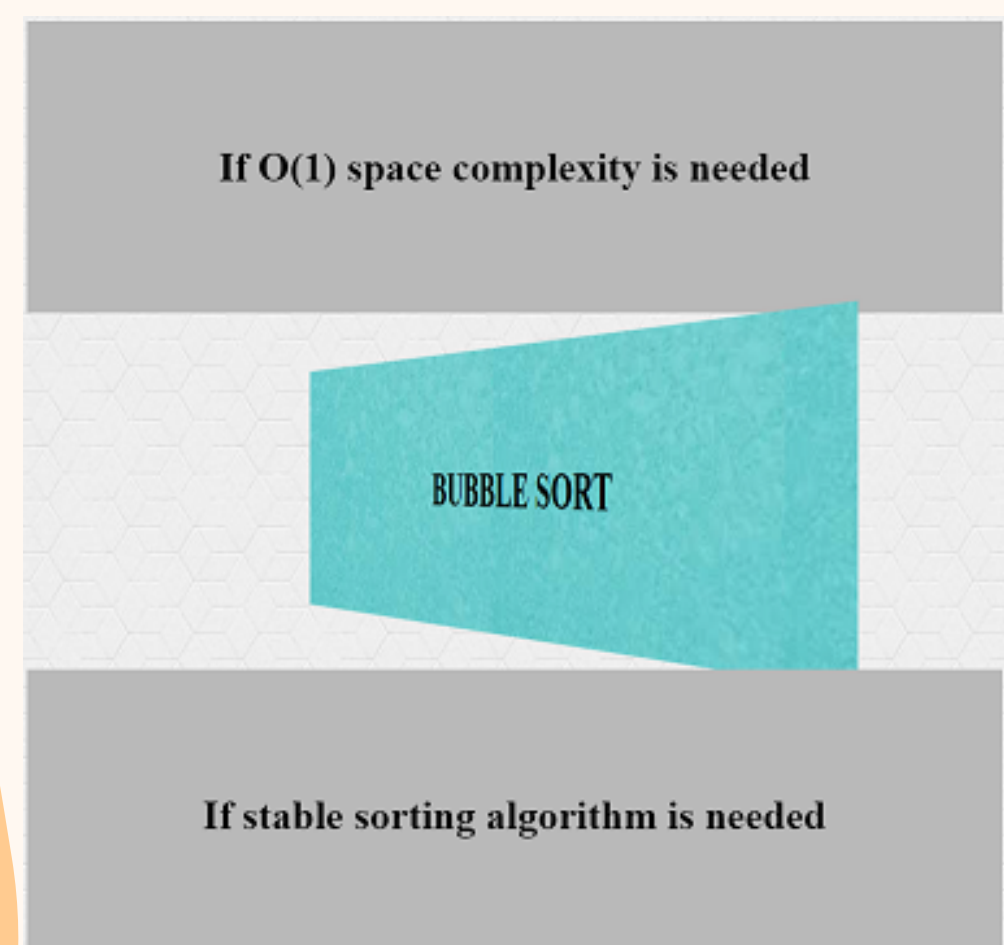 If O(1) space complexity is needed
BUBBLE SORT
If stable sorting algorithm is needed